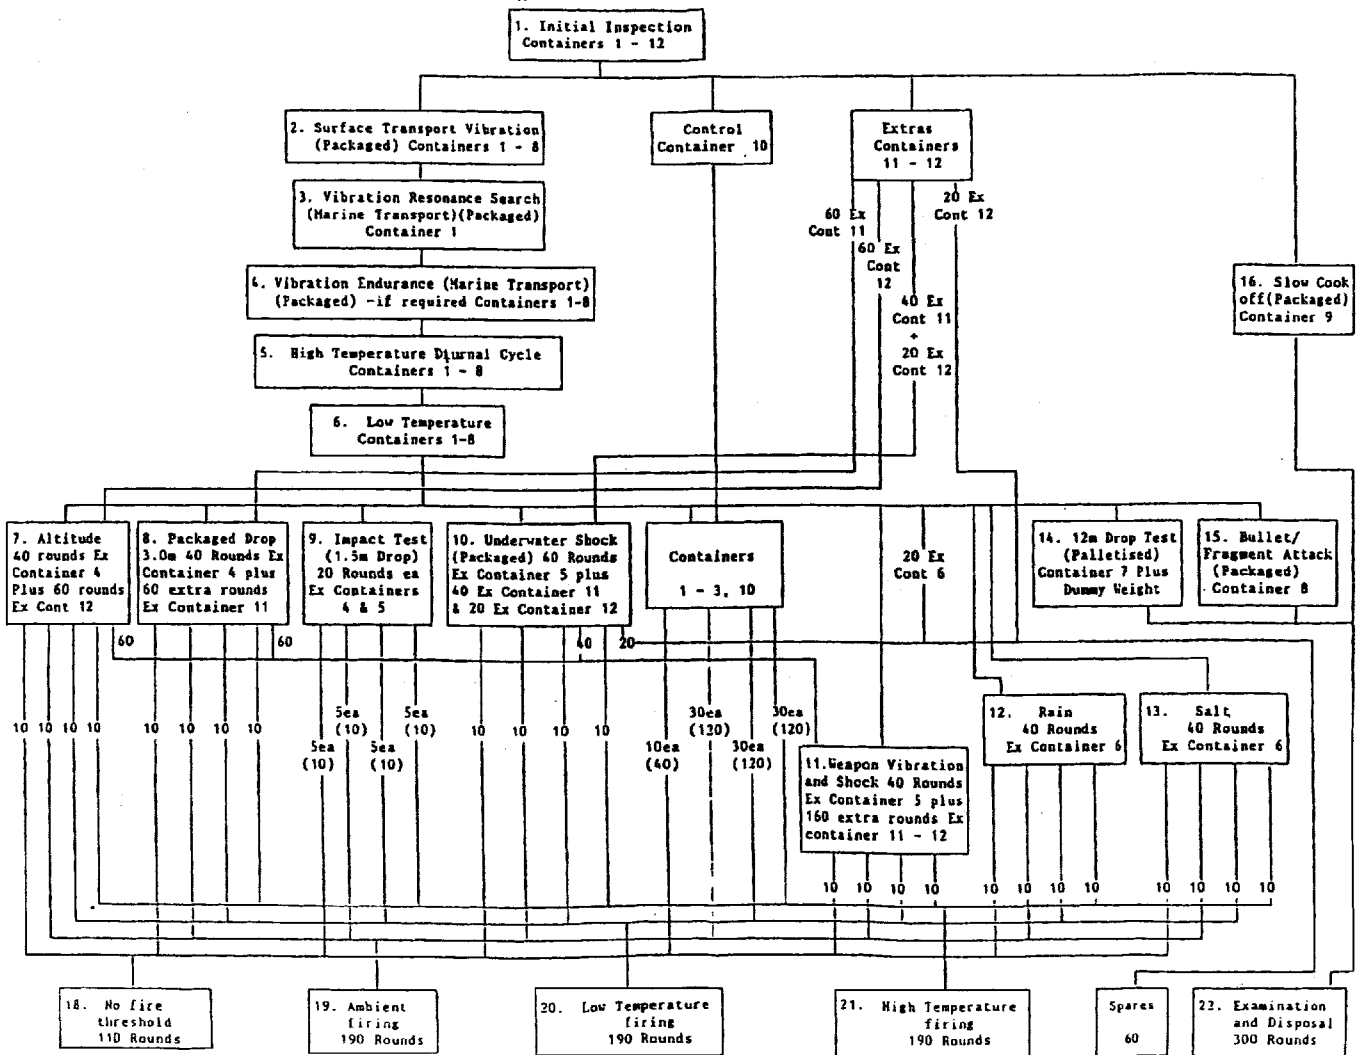 1. Initial Inspection
Containers 1 - 12
2. Surface Transport Vibration
(Packaged) Containers 1 - 8
Control
Container 10
Extras
Containers
11 - 12
3. Vibration Resonance Search
(Marine Transport)(Packaged)
Container 1
60 Ex
Cont 11
60 Ex
Cont
12
20 Ex
Cont 12
4. Vibration Endurance (Marine Transport)
(Packaged) -if required Containers 1-8
40 Ex
Cont 11
+
20 Ex
Cont 12
16. Slow Cook
off(Packaged)
Container 9
5. High Temperature Diurnal Cycle
Containers 1 - 8
6. Low Temperature
Containers 1-8
7. Altitude
40 rounds Ex
Container 4
Plus 60 rounds
Ex Cont 12
8. Packaged Drop
3.0m 40 Rounds Ex
Container 4 plus
60 extra rounds
Ex Container 11
9. Impact Test
(1.5m Drop)
20 Rounds ea
Ex Containers
4 & 5
10. Underwater Shock
(Packaged) 40 Rounds
Ex Container 5 plus
40 Ex Container 11
& 20 Ex Container 12
Containers
1 - 3, 10
20 Ex
Cont 6
14. 12m Drop Test
(Palletised)
Container 7 Plus
Dummy Weight
15. Bullet/
Fragment Attack
(Packaged)
Container 8
60
60
40
20
10 10 10 10
10 10 10 10
5ea
(10)
5ea
(10)
5ea
(10)
5ea
(10)
10 10 10 10
10ea
(40)
30ea
(120)
30ea
(120)
30ea
(120)
11.Weapon Vibration
and Shock 40 Rounds
Ex Container 5 plus
160 extra rounds Ex
container 11 - 12
12. Rain
40 Rounds
Ex Container 6
13. Salt
40 Rounds
Ex Container 6
10 10 10 10
10 10 10 10
10 10 10 10
18. No fire
threshold
110 Rounds
19. Ambient
firing
190 Rounds
20. Low Temperature
firing
190 Rounds
21. High Temperature
firing
190 Rounds
Spares
60
22. Examination
and Disposal
300 Rounds